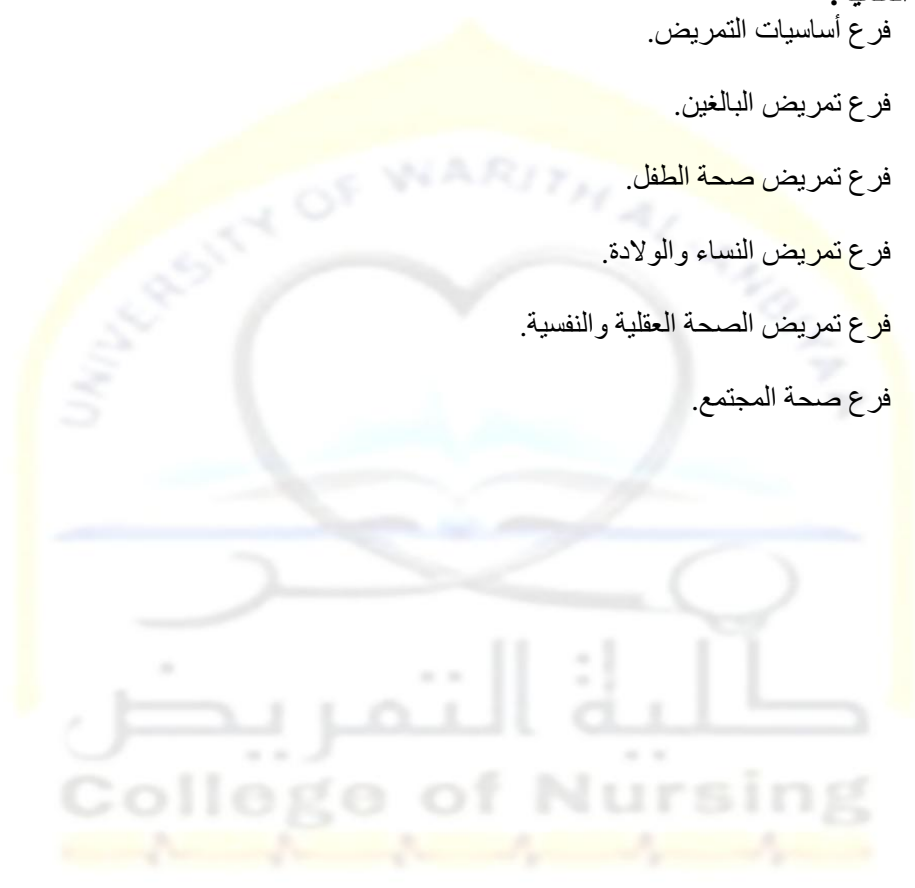 فرع أساسيات التمريض.
فرع تمريض البالغين.
فرع تمريض صحة الطفل.
فرع تمريض النساء والولادة.
فرع تمريض الصحة العقلية والنفسية.
فرع صحة المجتمع.
UNIVERSITY OF WARITH AL-ANBIYAA
كلية التمريض
College of Nursing